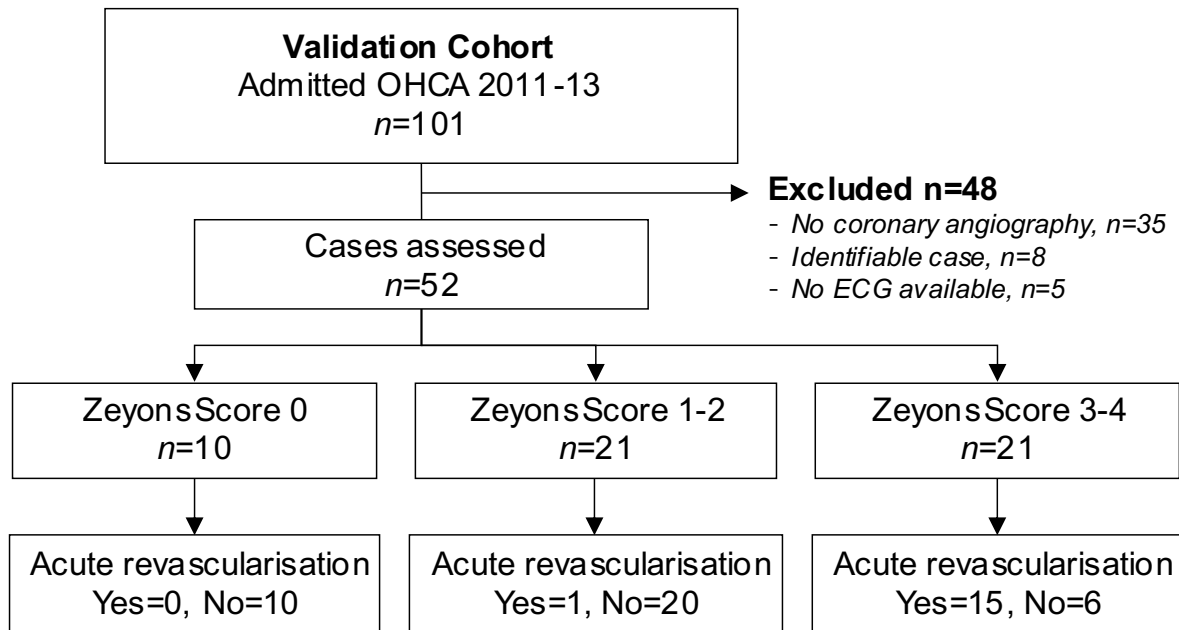 Validation Cohort
Admitted OHCA 2011-13
n=101
Excluded n=48
- No coronary angiography, n=35
- Identifiable case, n=8
- No ECG available, n=5
Cases assessed
n=52
ZeyonsScore 0
n=10
ZeyonsScore 1-2
n=21
ZeyonsScore 3-4
n=21
Acute revascularisation
Yes=0, No=10
Acute revascularisation
Yes=1, No=20
Acute revascularisation
Yes=15, No=6